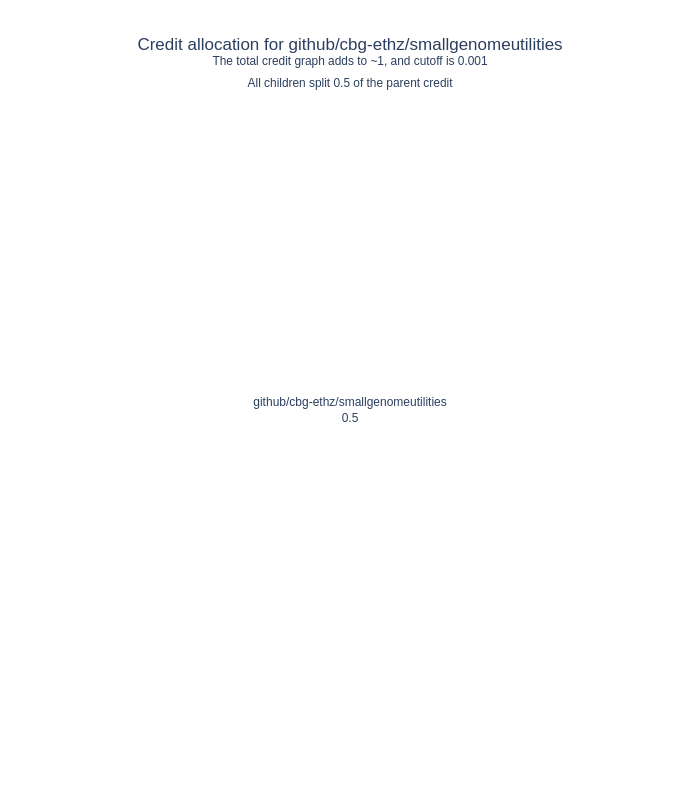 Credit allocation for github/cbg-ethz/smallgenomeutilities
The total credit graph adds to ~1, and cutoff is 0.001
All children split 0.5 of the parent credit
github/cbg-ethz/smallgenomeutilities
0.5